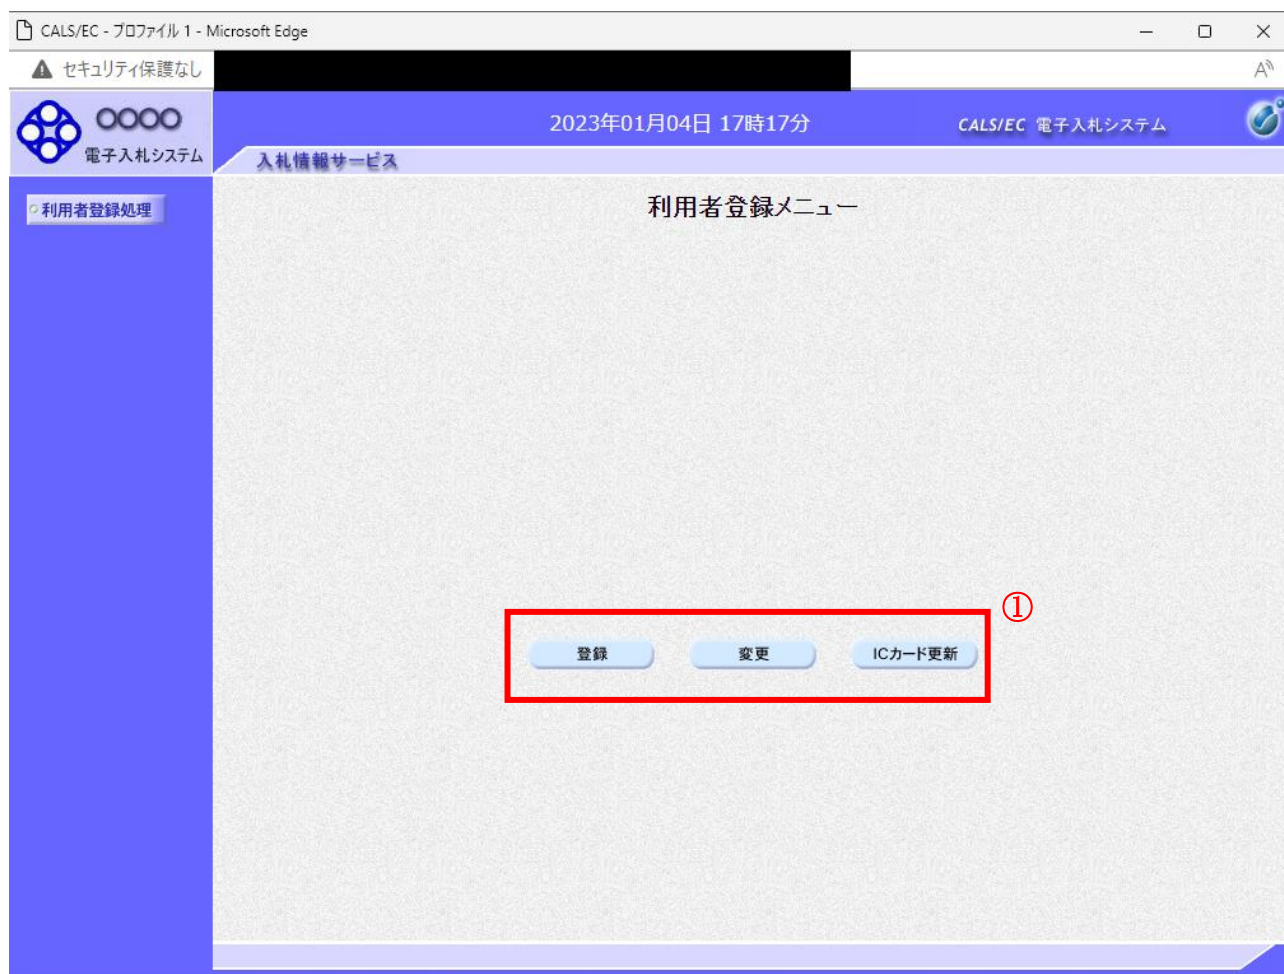 CALS/EC - プロファイル 1 - Microsoft Edge
セキュリティ保護なし
〇〇〇〇
電子入札システム
2023年01月04日 17時17分
CALS/EC 電子入札システム
入札情報サービス
利用者登録処理
利用者登録メニュー
①
登録
変更
ICカード更新